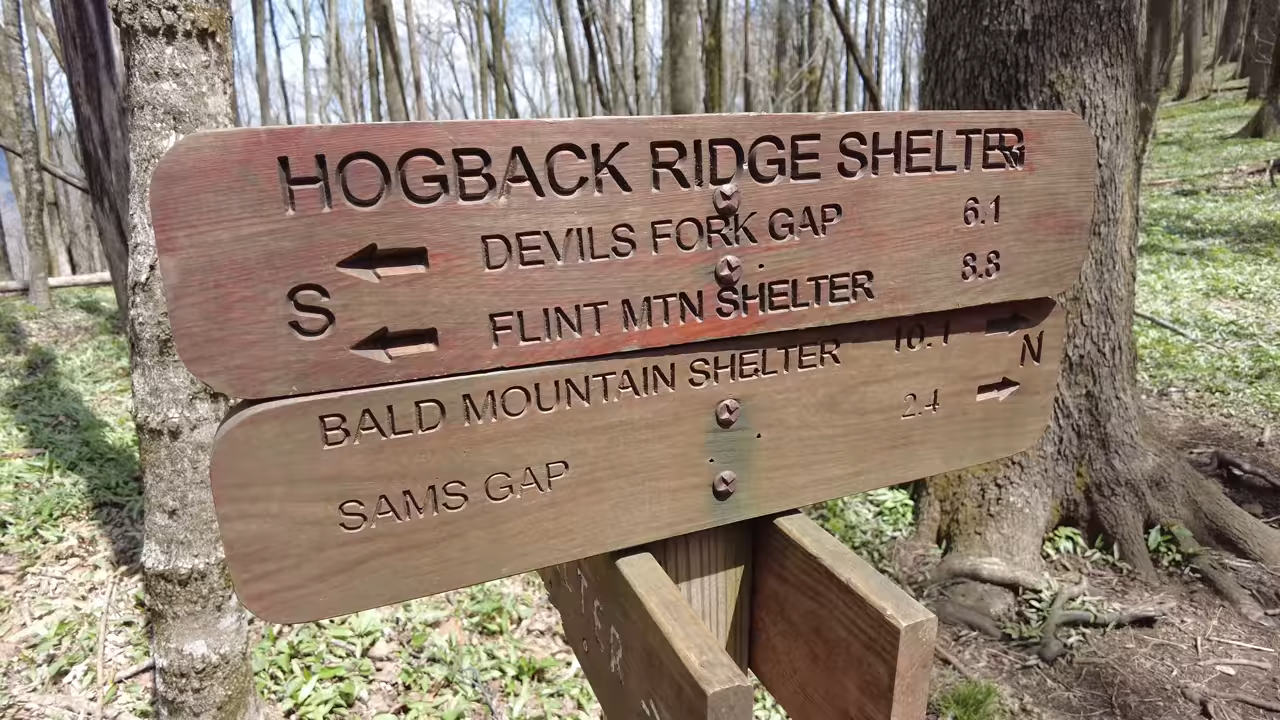 HOGBACK RIDGE SHELTER
DEVILS FORK GAP 6.1
S
FLINT MTN SHELTER 8.8
BALD MOUNTAIN SHELTER 10.1
N
SAMS GAP 2.4